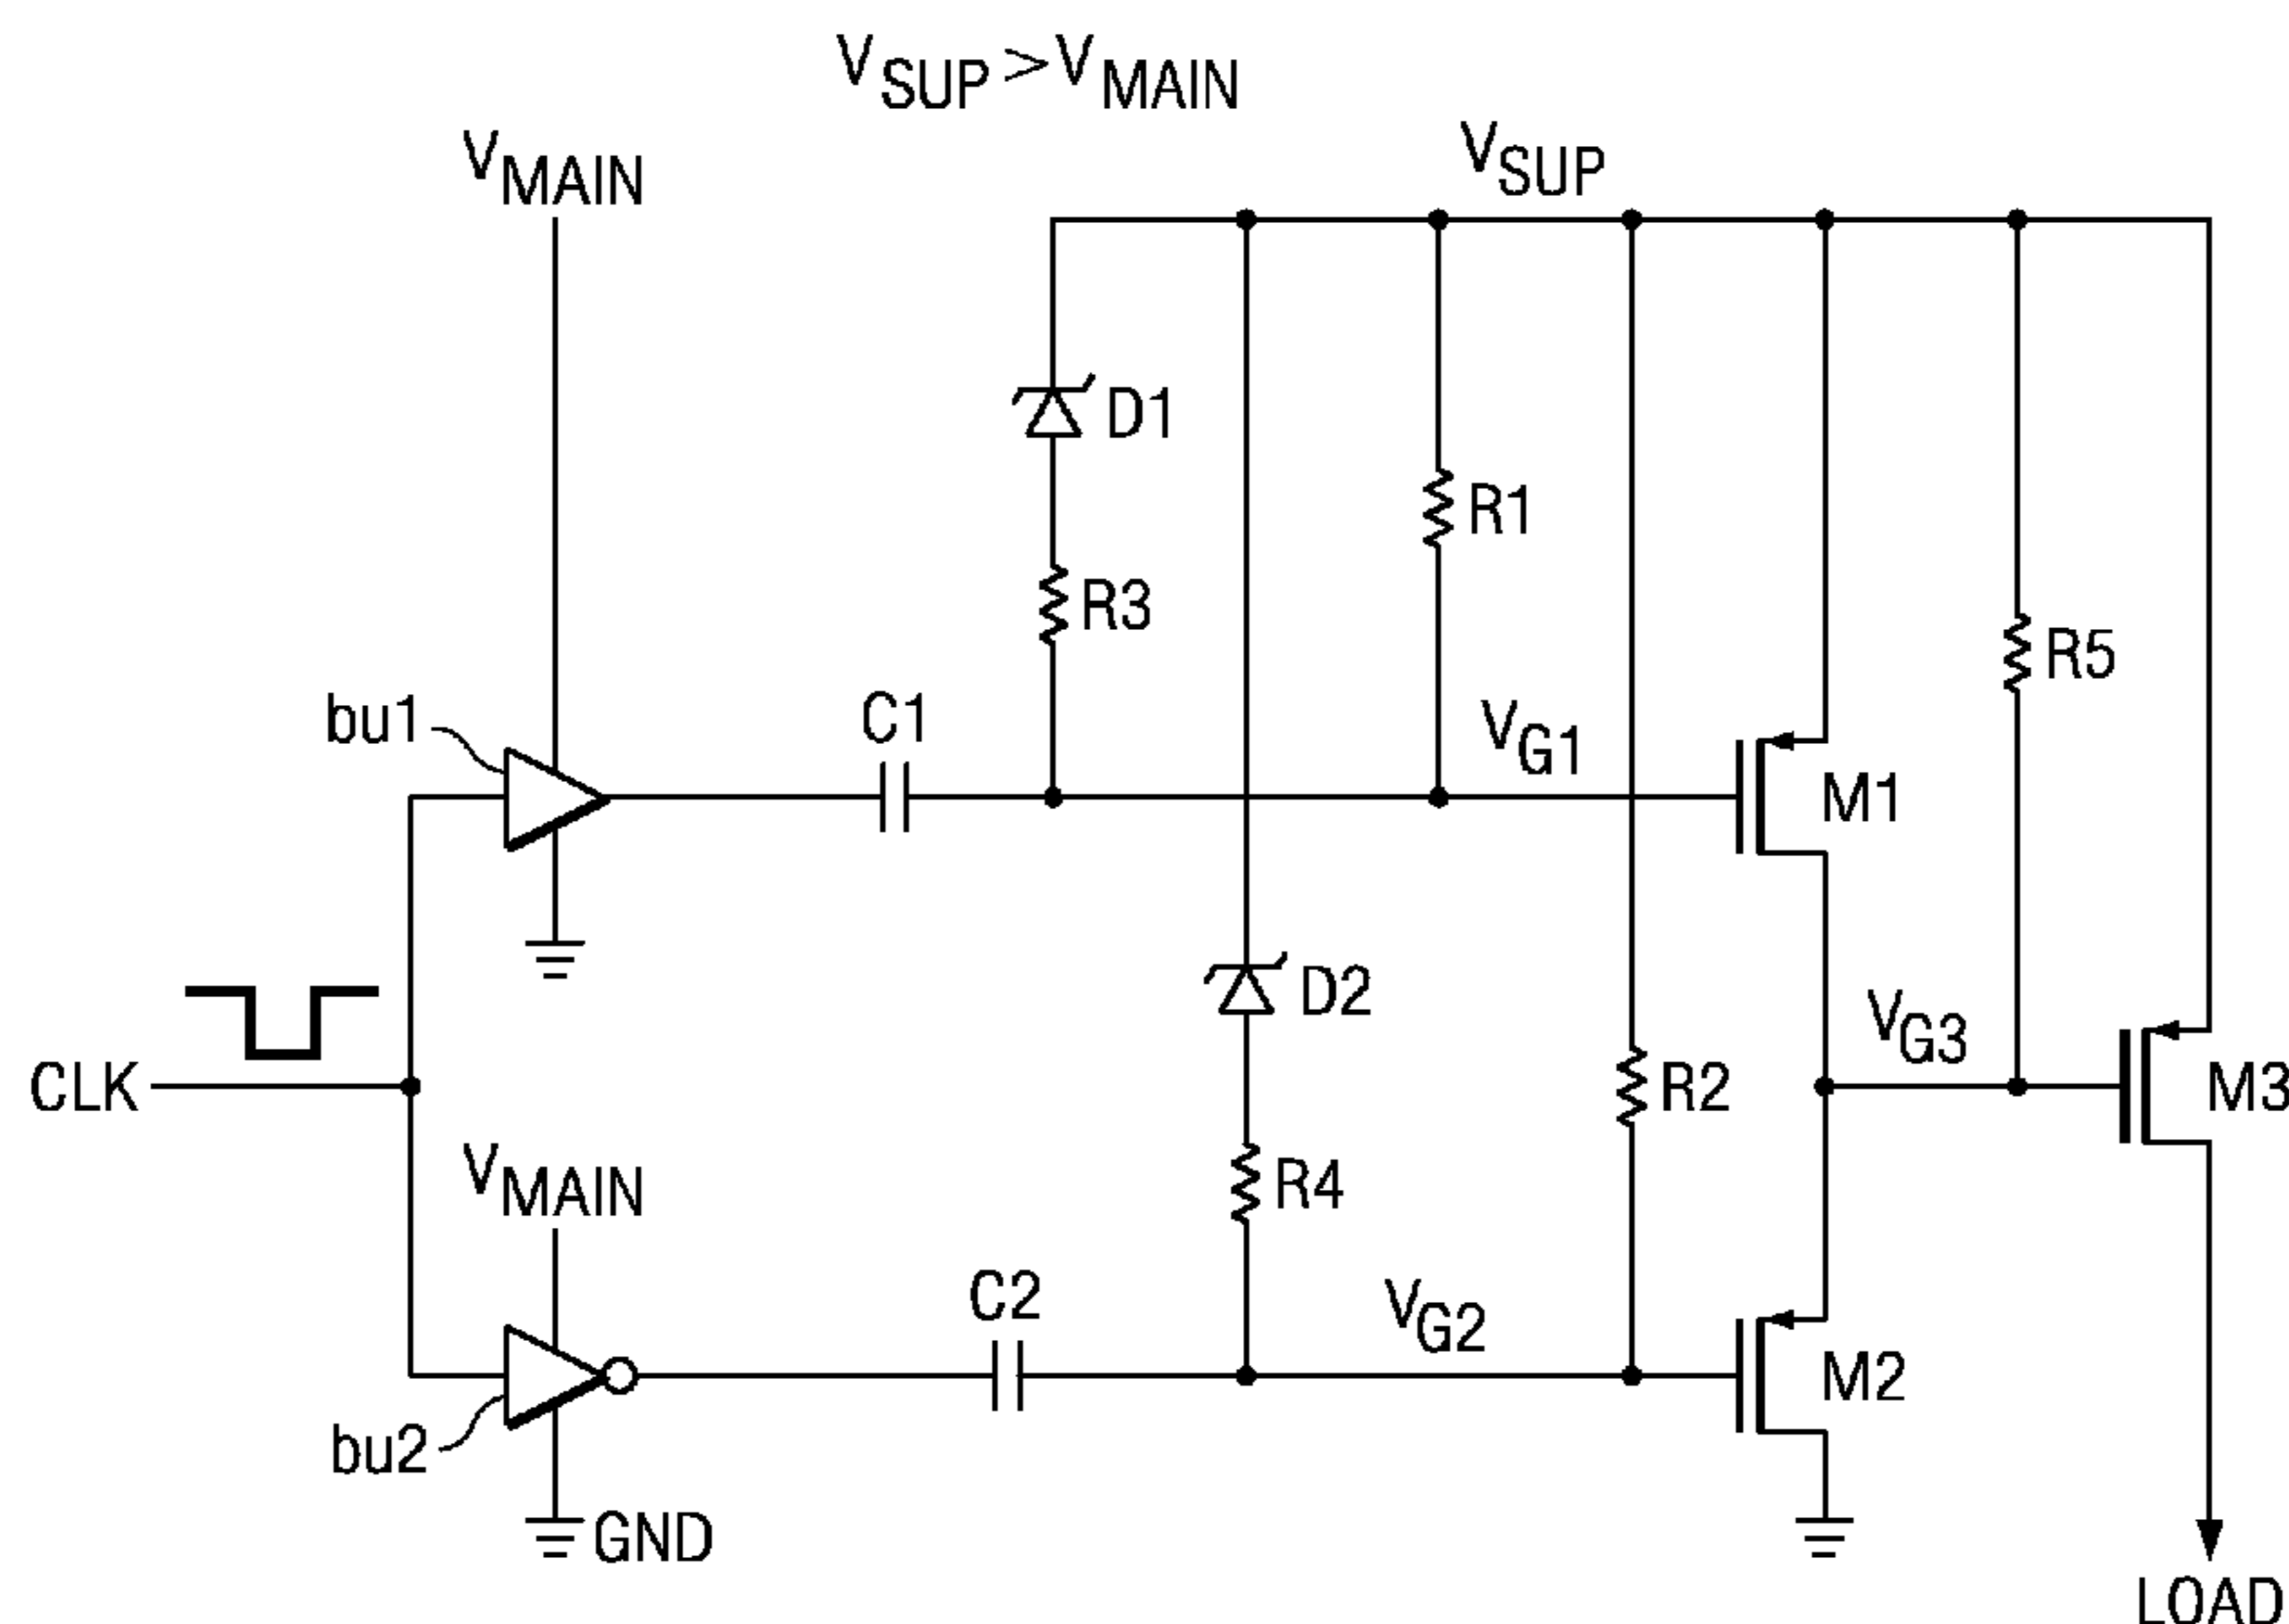 VSUP>VMAIN
VMAIN
VSUP
D1
R1
R3
R5
bu1
C1
VG1
M1
D2
VG3
CLK
R2
M3
VMAIN
R4
C2
VG2
M2
bu2
GND
LOAD